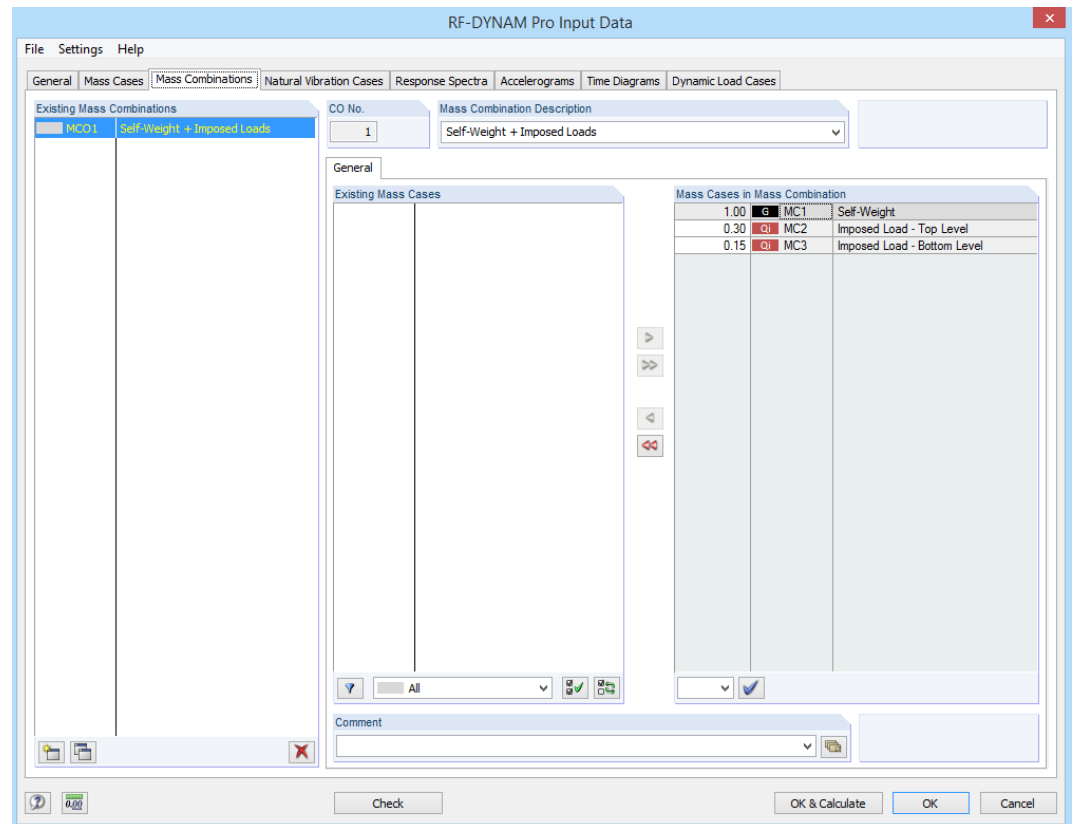 RF-DYNAM Pro Input Data
File Settings Help
General Mass Cases Mass Combinations Natural Vibration Cases Response Spectra Accelerograms Time Diagrams Dynamic Load Cases
Existing Mass Combinations
MCO1 Self-Weight + Imposed Loads
CO No.
1
Mass Combination Description
Self-Weight + Imposed Loads
General
Existing Mass Cases
Mass Cases in Mass Combination
1.00 G MC1 Self-Weight
0.30 Qi MC2 Imposed Load - Top Level
0.15 Qi MC3 Imposed Load - Bottom Level
All
Comment
0,00
Check
OK & Calculate
OK
Cancel